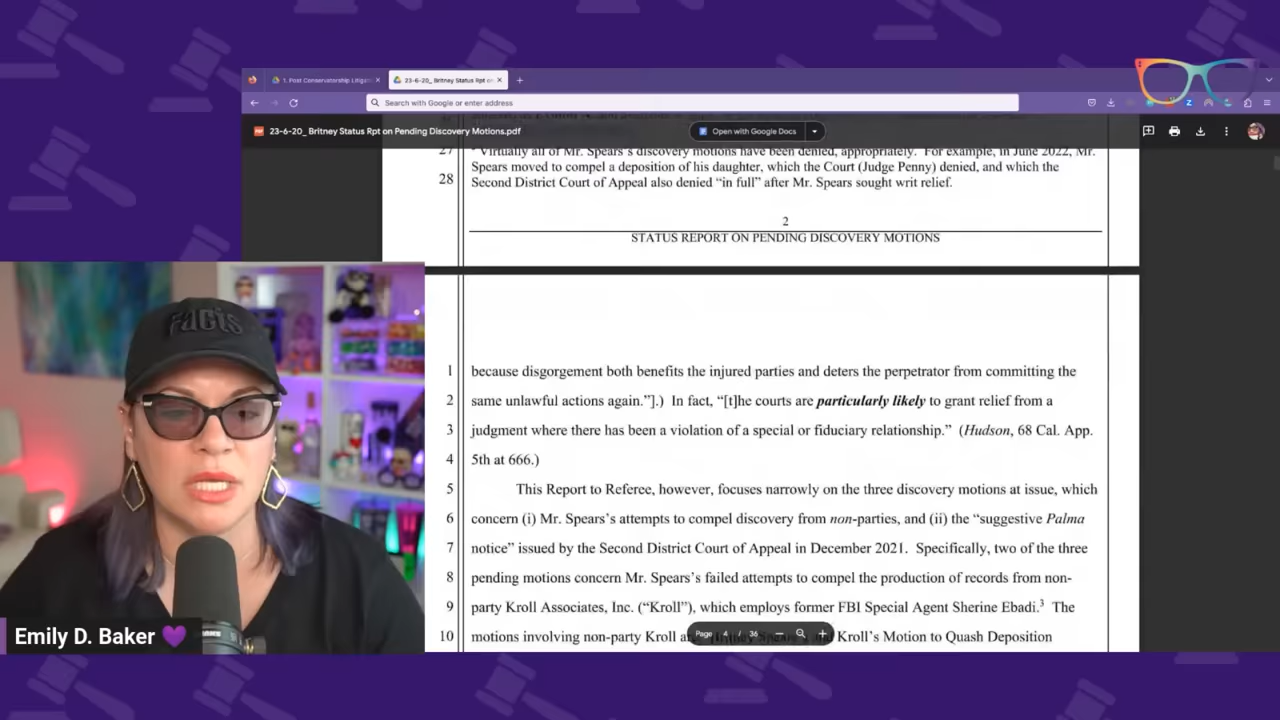 1. Post Conservatorship Litiga
23-6-20_ Britney Status Rpt on
Search with Google or enter address
23-6-20_ Britney Status Rpt on Pending Discovery Motions.pdf
Open with Google Docs
27 Virtually all of Mr. Spears's discovery motions have been denied, appropriately. For example, in June 2022, Mr.
Spears moved to compel a deposition of his daughter, which the Court (Judge Penny) denied, and which the
28 Second District Court of Appeal also denied "in full" after Mr. Spears sought writ relief.
2
STATUS REPORT ON PENDING DISCOVERY MOTIONS
1 because disgorgement both benefits the injured parties and deters the perpetrator from committing the
2 same unlawful actions again."].) In fact, "[t]he courts are particularly likely to grant relief from a
3 judgment where there has been a violation of a special or fiduciary relationship." (Hudson, 68 Cal. App.
4 5th at 666.)
5 This Report to Referee, however, focuses narrowly on the three discovery motions at issue, which
6 concern (i) Mr. Spears's attempts to compel discovery from non-parties, and (ii) the "suggestive Palma
7 notice" issued by the Second District Court of Appeal in December 2021. Specifically, two of the three
8 pending motions concern Mr. Spears's failed attempts to compel the production of records from non-
9 party Kroll Associates, Inc. ("Kroll"), which employs former FBI Special Agent Sherine Ebadi.3 The
10 motions involving non-party Kroll and Kroll's Motion to Quash Deposition
Page 4 / 36
facts
Emily D. Baker 💜